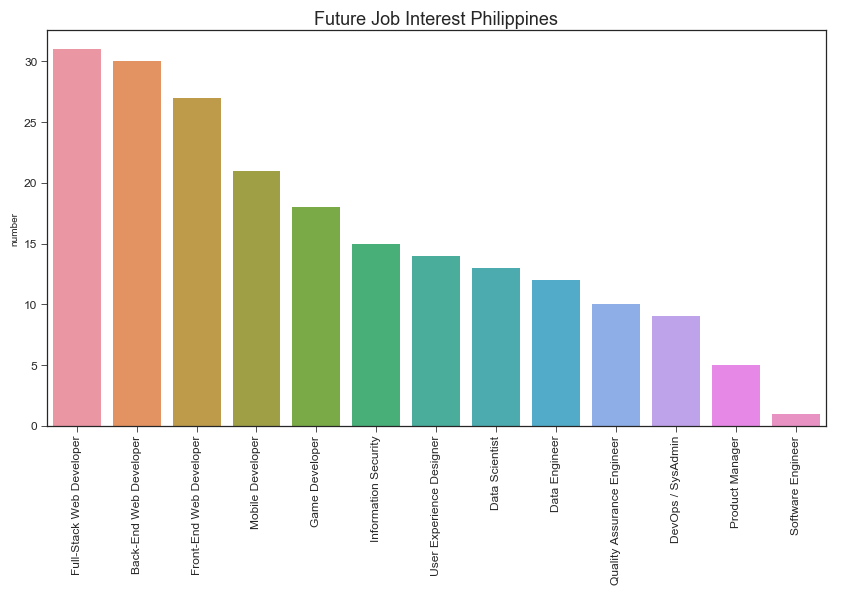 Future Job Interest Philippines
number
30
25
20
15
10
5
0
Full-Stack Web Developer
Back-End Web Developer
Front-End Web Developer
Mobile Developer
Game Developer
Information Security
User Experience Designer
Data Scientist
Data Engineer
Quality Assurance Engineer
DevOps / SysAdmin
Product Manager
Software Engineer